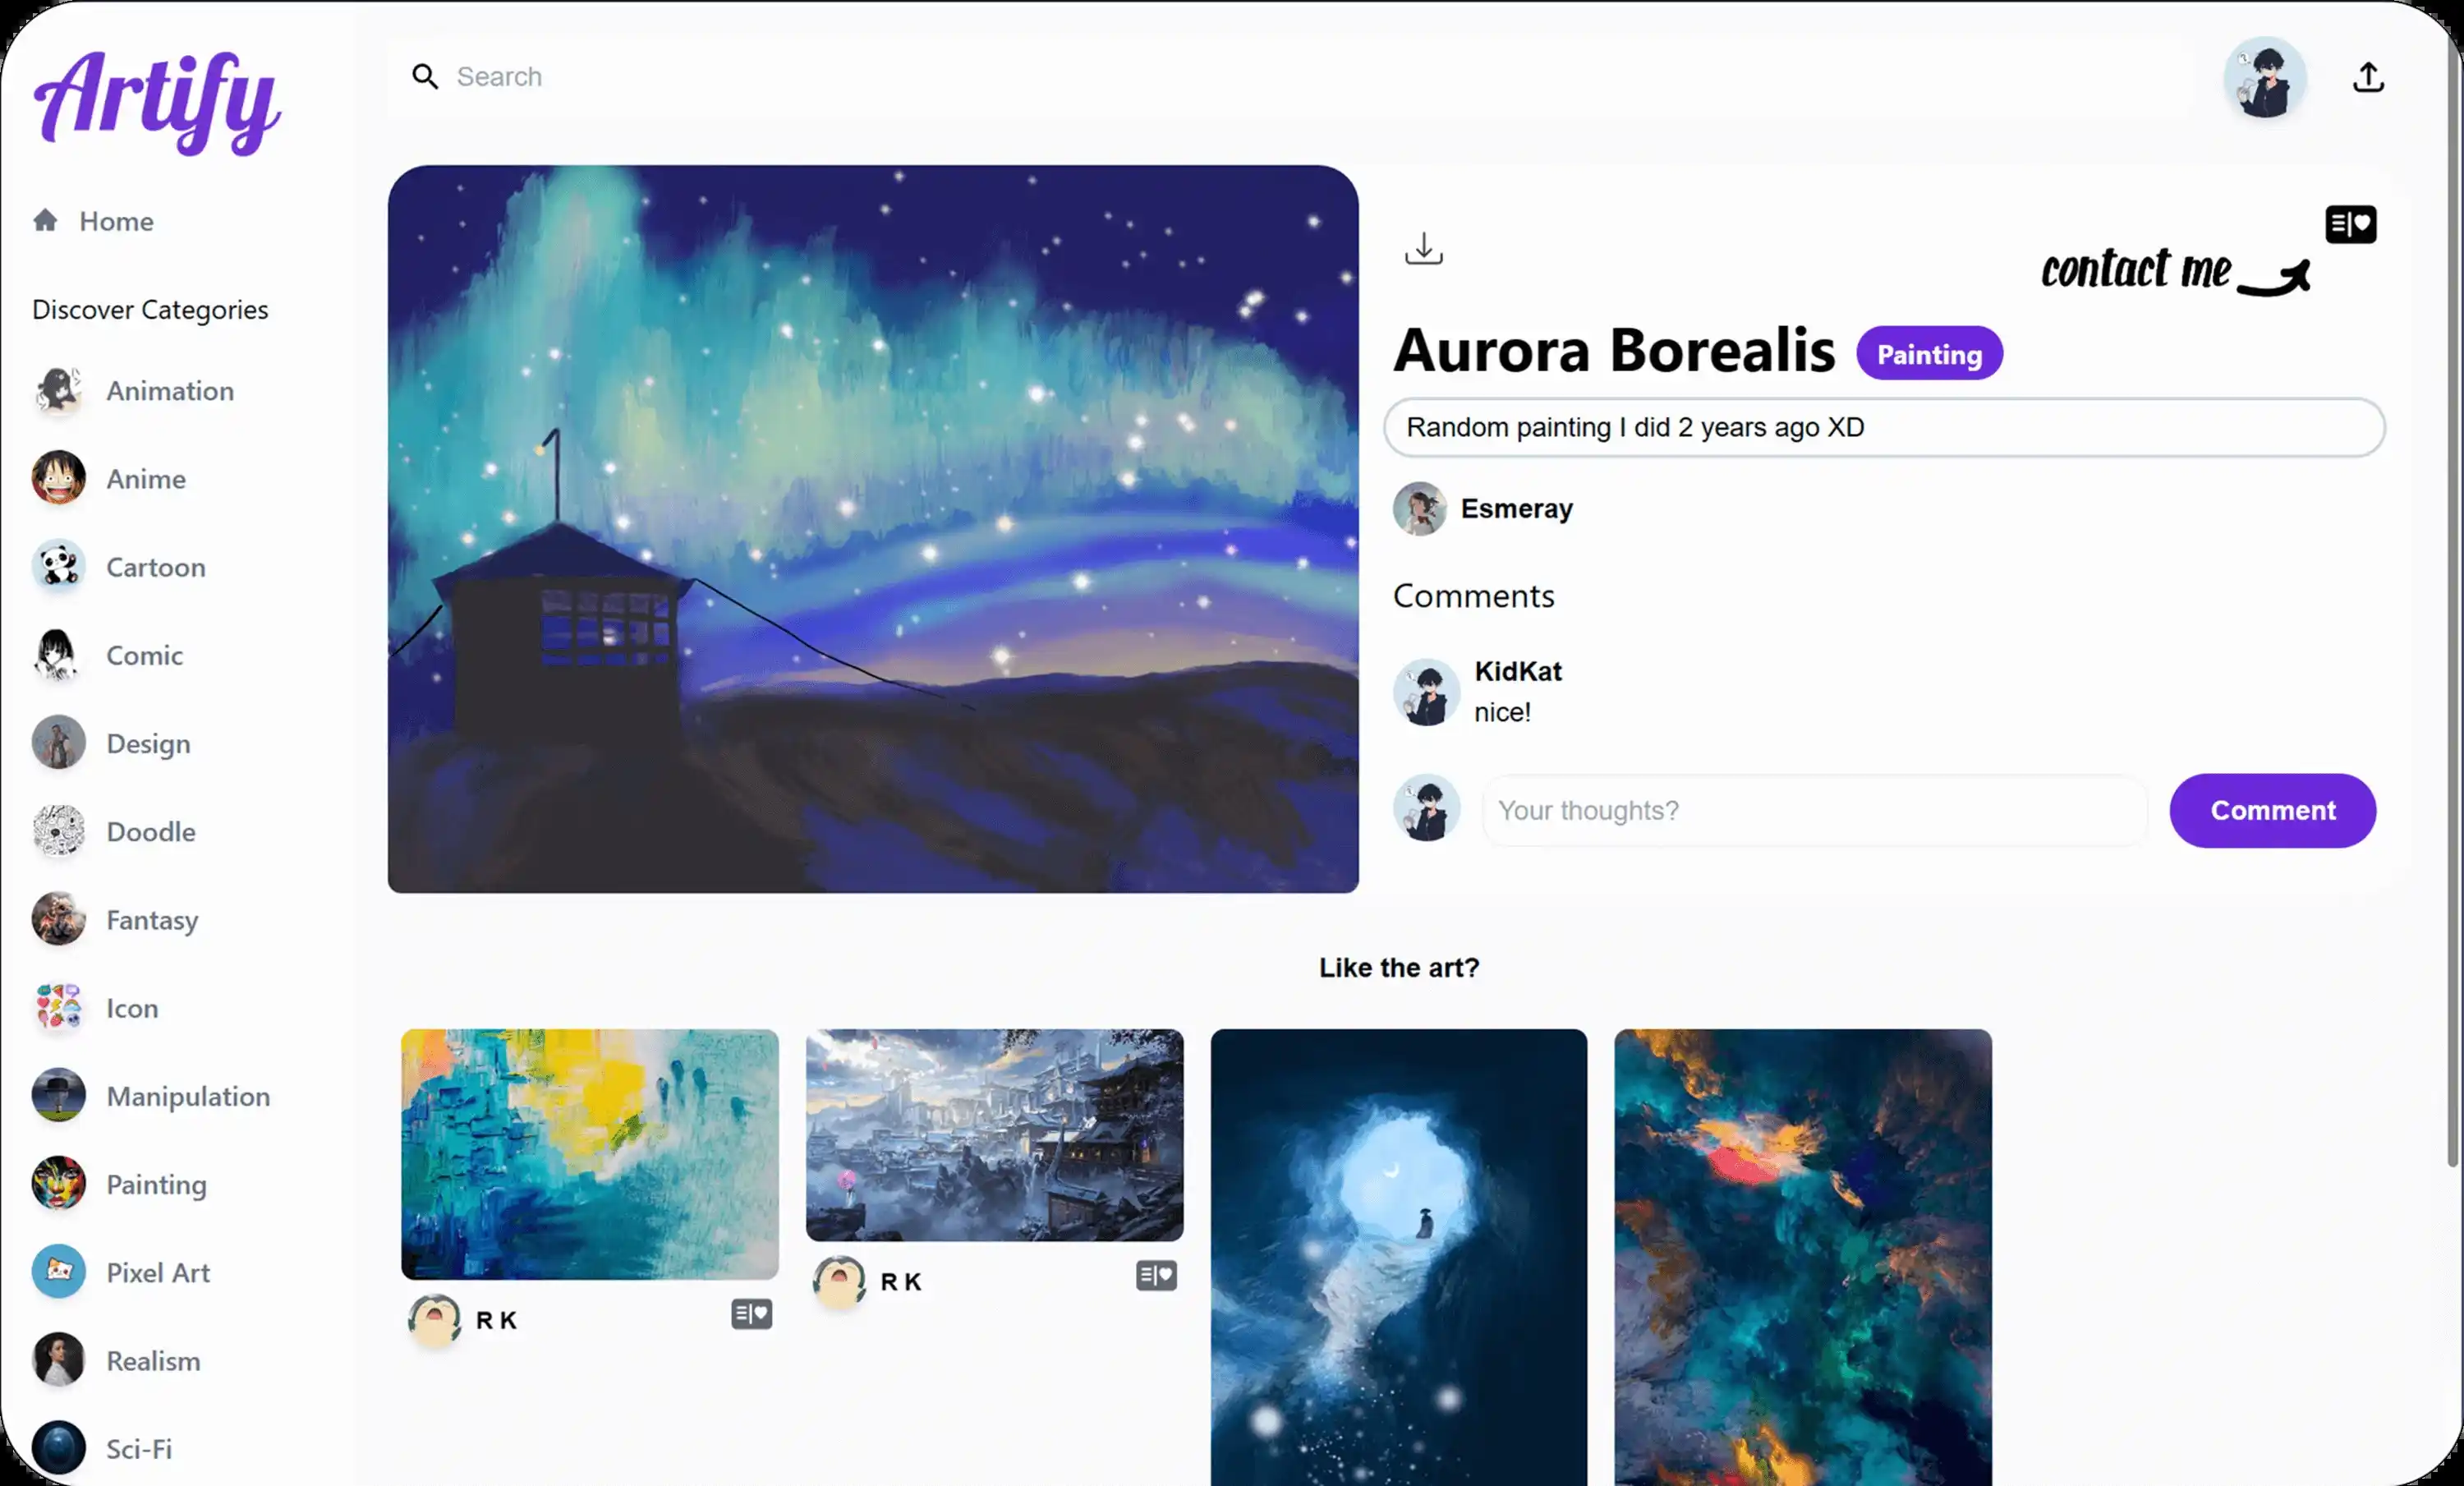 Artify
Search
Home
Discover Categories
Animation
Anime
Cartoon
Comic
Design
Doodle
Fantasy
Icon
Manipulation
Painting
Pixel Art
Realism
Sci-Fi
contact me
Aurora Borealis Painting
Random painting I did 2 years ago XD
Esmeray
Comments
KidKat
nice!
Your thoughts? Comment
Like the art?
R K
R K